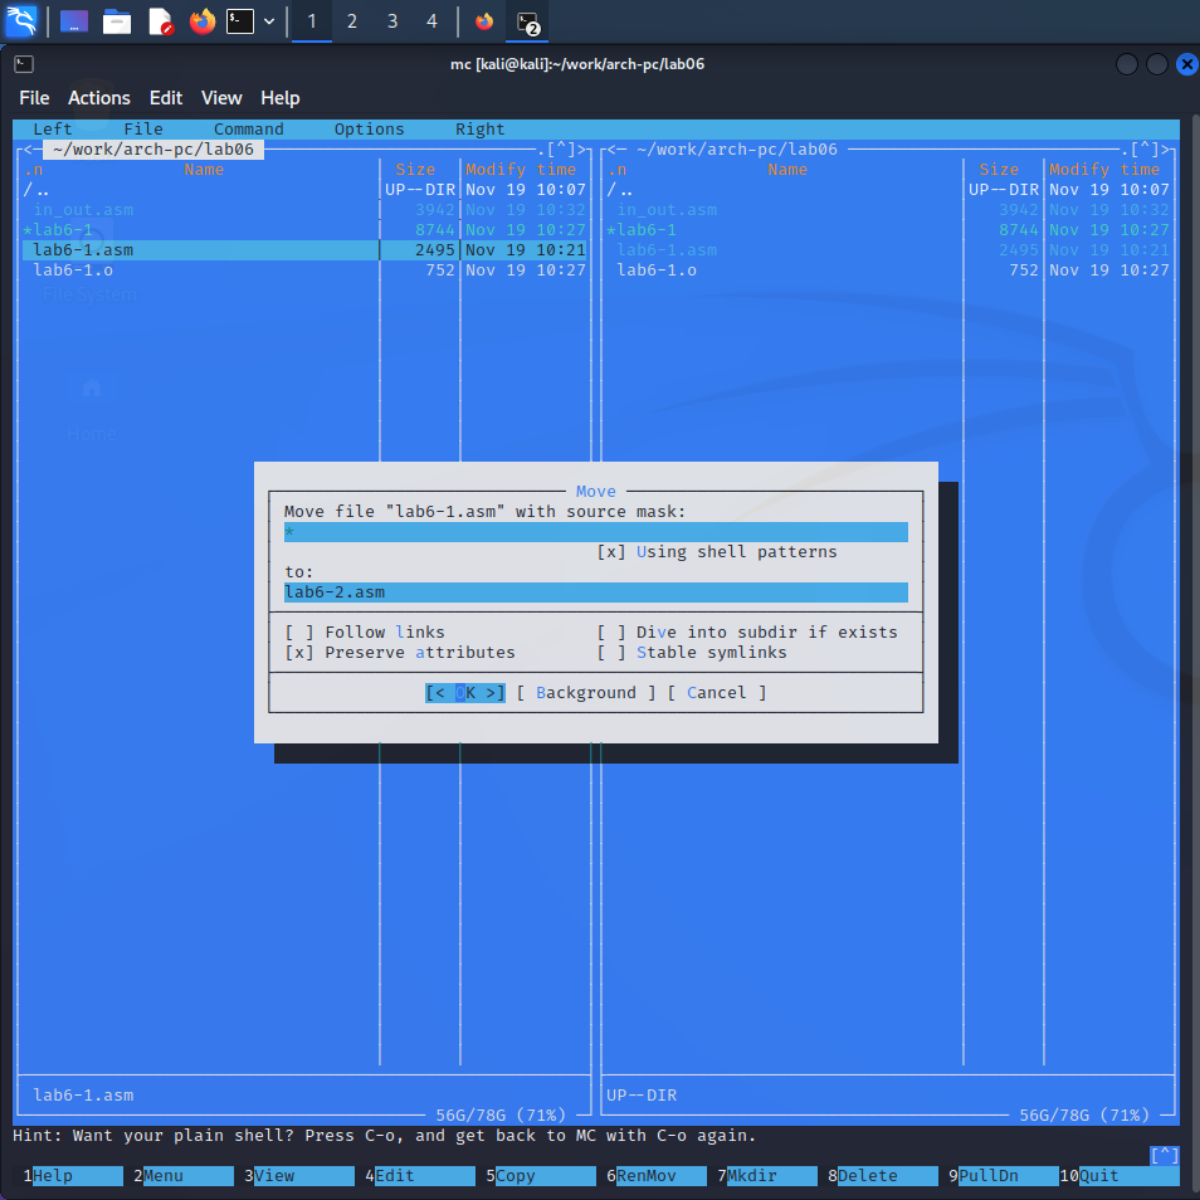 1 2 3 4 2
mc [kali@kali]:~/work/arch-pc/lab06
File Actions Edit View Help
Left File Command Options Right
<— ~/work/arch-pc/lab06 .[^]> <— ~/work/arch-pc/lab06 .[^]>
.n Name Size Modify time .n Name Size Modify time
/.. UP--DIR Nov 19 10:07 /.. UP--DIR Nov 19 10:07
in_out.asm 3942 Nov 19 10:32 in_out.asm 3942 Nov 19 10:32
*lab6-1 8744 Nov 19 10:27 *lab6-1 8744 Nov 19 10:27
lab6-1.asm 2495 Nov 19 10:21 lab6-1.asm 2495 Nov 19 10:21
lab6-1.o 752 Nov 19 10:27 lab6-1.o 752 Nov 19 10:27
File System
Home
Move
Move file "lab6-1.asm" with source mask:
*
[x] Using shell patterns
to:
lab6-2.asm
[ ] Follow links [ ] Dive into subdir if exists
[x] Preserve attributes [ ] Stable symlinks
[< OK >] [ Background ] [ Cancel ]
lab6-1.asm UP--DIR
56G/78G (71%) 56G/78G (71%)
Hint: Want your plain shell? Press C-o, and get back to MC with C-o again.
[^]
1Help 2Menu 3View 4Edit 5Copy 6RenMov 7Mkdir 8Delete 9PullDn 10Quit